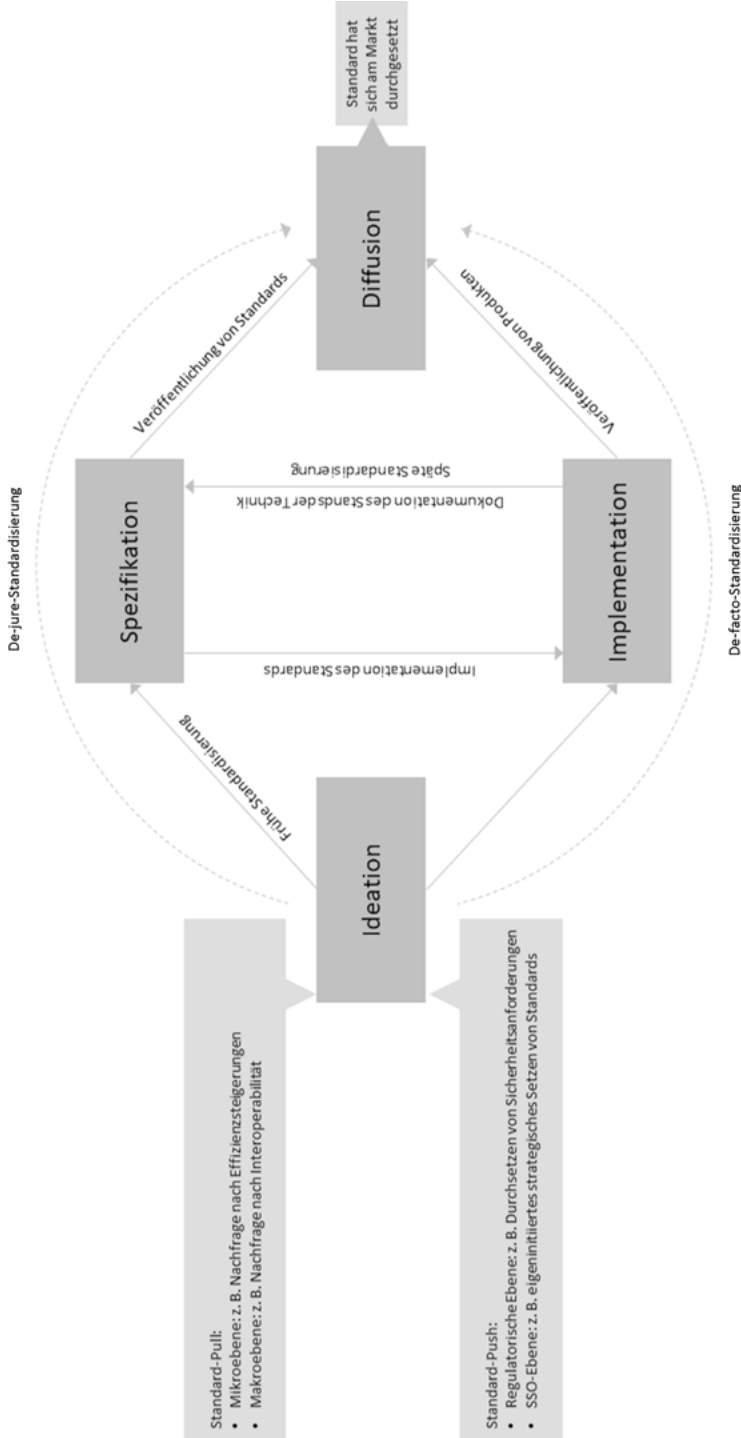 De-jure-Standardisierung
Standard-Pull:
• Mikroebene: z. B. Nachfrage nach Effizienzsteigerungen
• Makroebene: z. B. Nachfrage nach Interoperabilität
Standard-Push:
• Regulatorische Ebene: z. B. Durchsetzen von Sicherheitsanforderungen
• SSO-Ebene: z. B. eigeninitiiertes strategisches Setzen von Standards
Ideation
Frühe Standardisierung
Spezifikation
Implementation des Standards
Dokumentation des Stands der Technik
Späte Standardisierung
Implementation
Veröffentlichung von Standards
Veröffentlichung von Produkten
Diffusion
Standard hat
sich am Markt
durchgesetzt
De-facto-Standardisierung